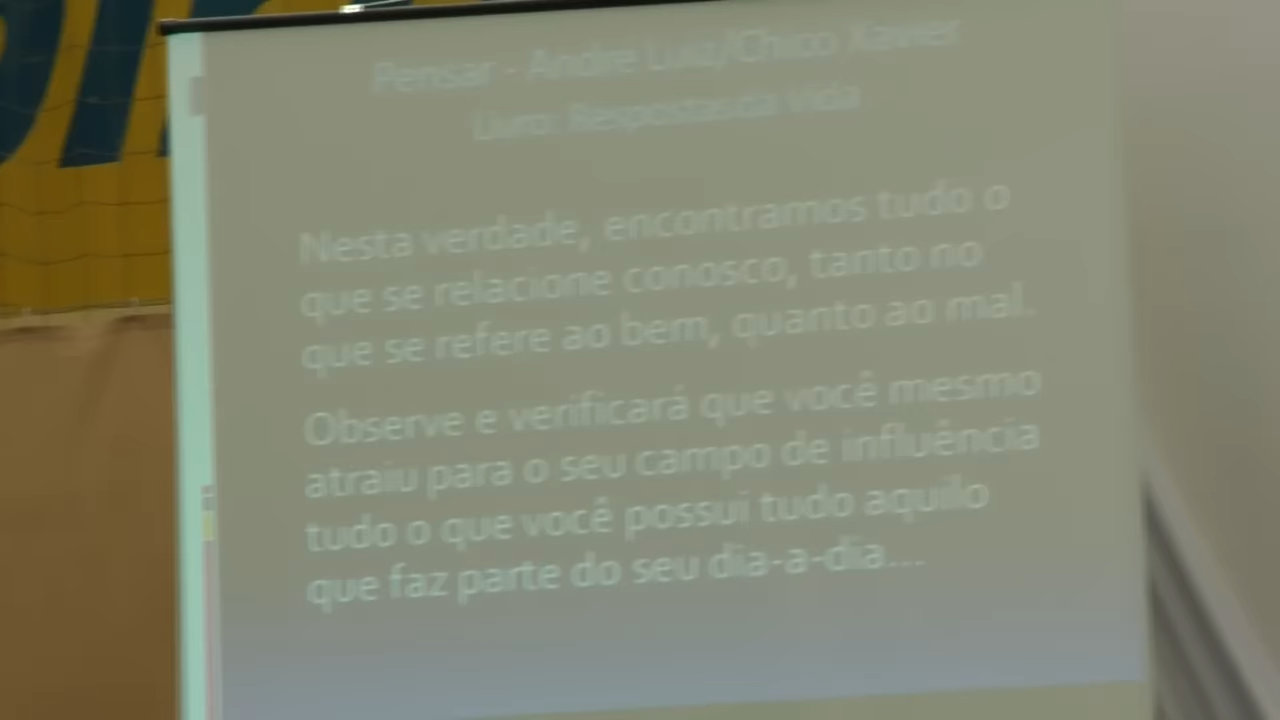 Pensar - André Luiz/Chico Xavier
Livro: Respostas da Vida
Nesta verdade, encontramos tudo o
que se relacione conosco, tanto no
que se refere ao bem, quanto ao mal.
Observe e verificará que você mesmo
atraiu para o seu campo de influência
tudo o que você possui tudo aquilo
que faz parte do seu dia-a-dia...